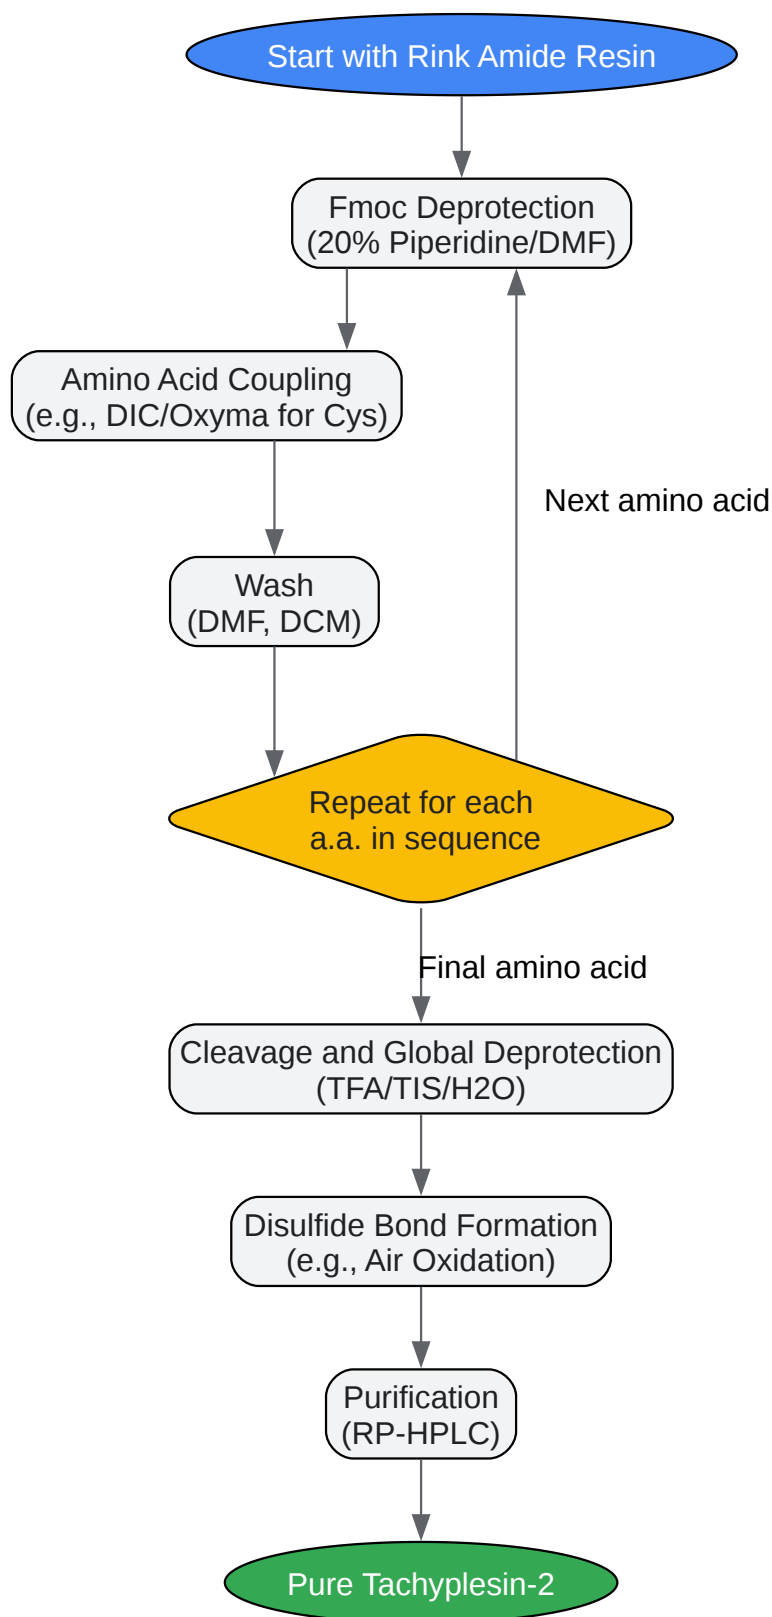 Start with Rink Amide Resin
Fmoc Deprotection
(20% Piperidine/DMF)
Amino Acid Coupling
(e.g., DIC/Oxyma for Cys)
Next amino acid
Wash
(DMF, DCM)
Repeat for each
a.a. in sequence
Final amino acid
Cleavage and Global Deprotection
(TFA/TIS/H2O)
Disulfide Bond Formation
(e.g., Air Oxidation)
Purification
(RP-HPLC)
Pure Tachyplesin-2